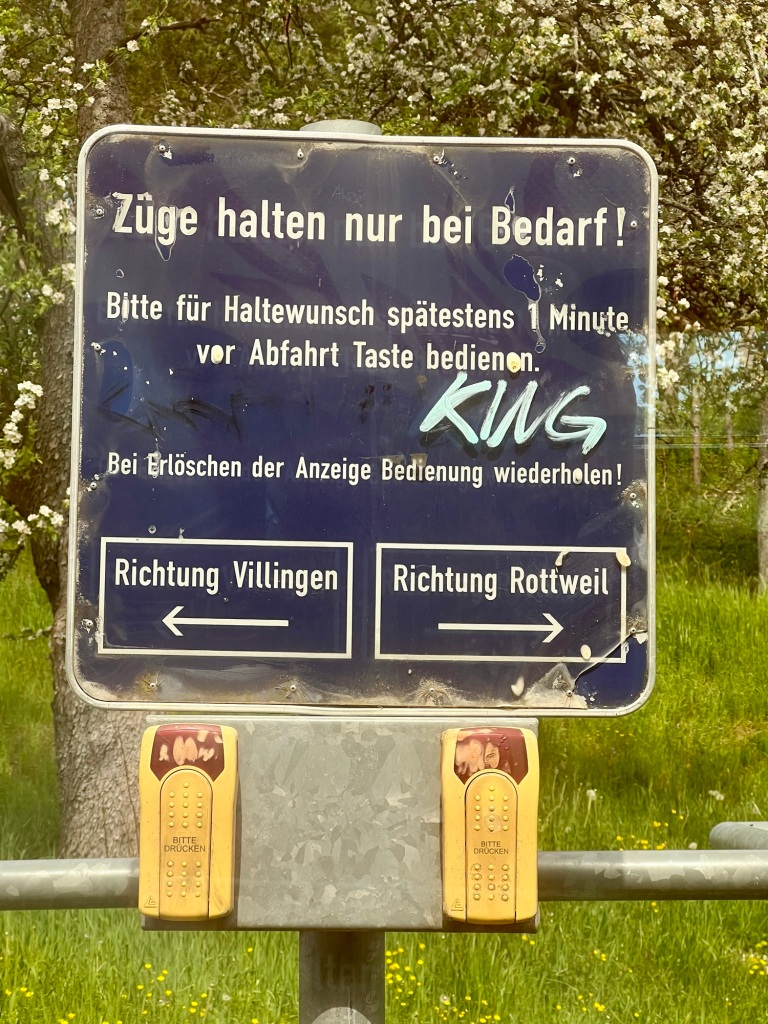 Züge halten nur bei Bedarf!
Bitte für Haltewunsch spätestens 1 Minute
vor Abfahrt Taste bedienen.
KING
Bei Erlöschen der Anzeige Bedienung wiederholen!
Richtung Villingen
Richtung Rottweil
BITTE
DRÜCKEN
BITTE
DRÜCKEN